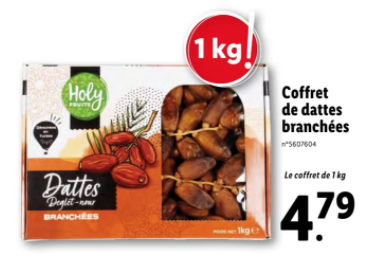 1 kg!
Holy
FRUITS
Dattes
Deglet-nour
BRANCHÉES
1kg e
Coffret
de dattes
branchées
n°5607604
Le coffret de 1 kg
4.79